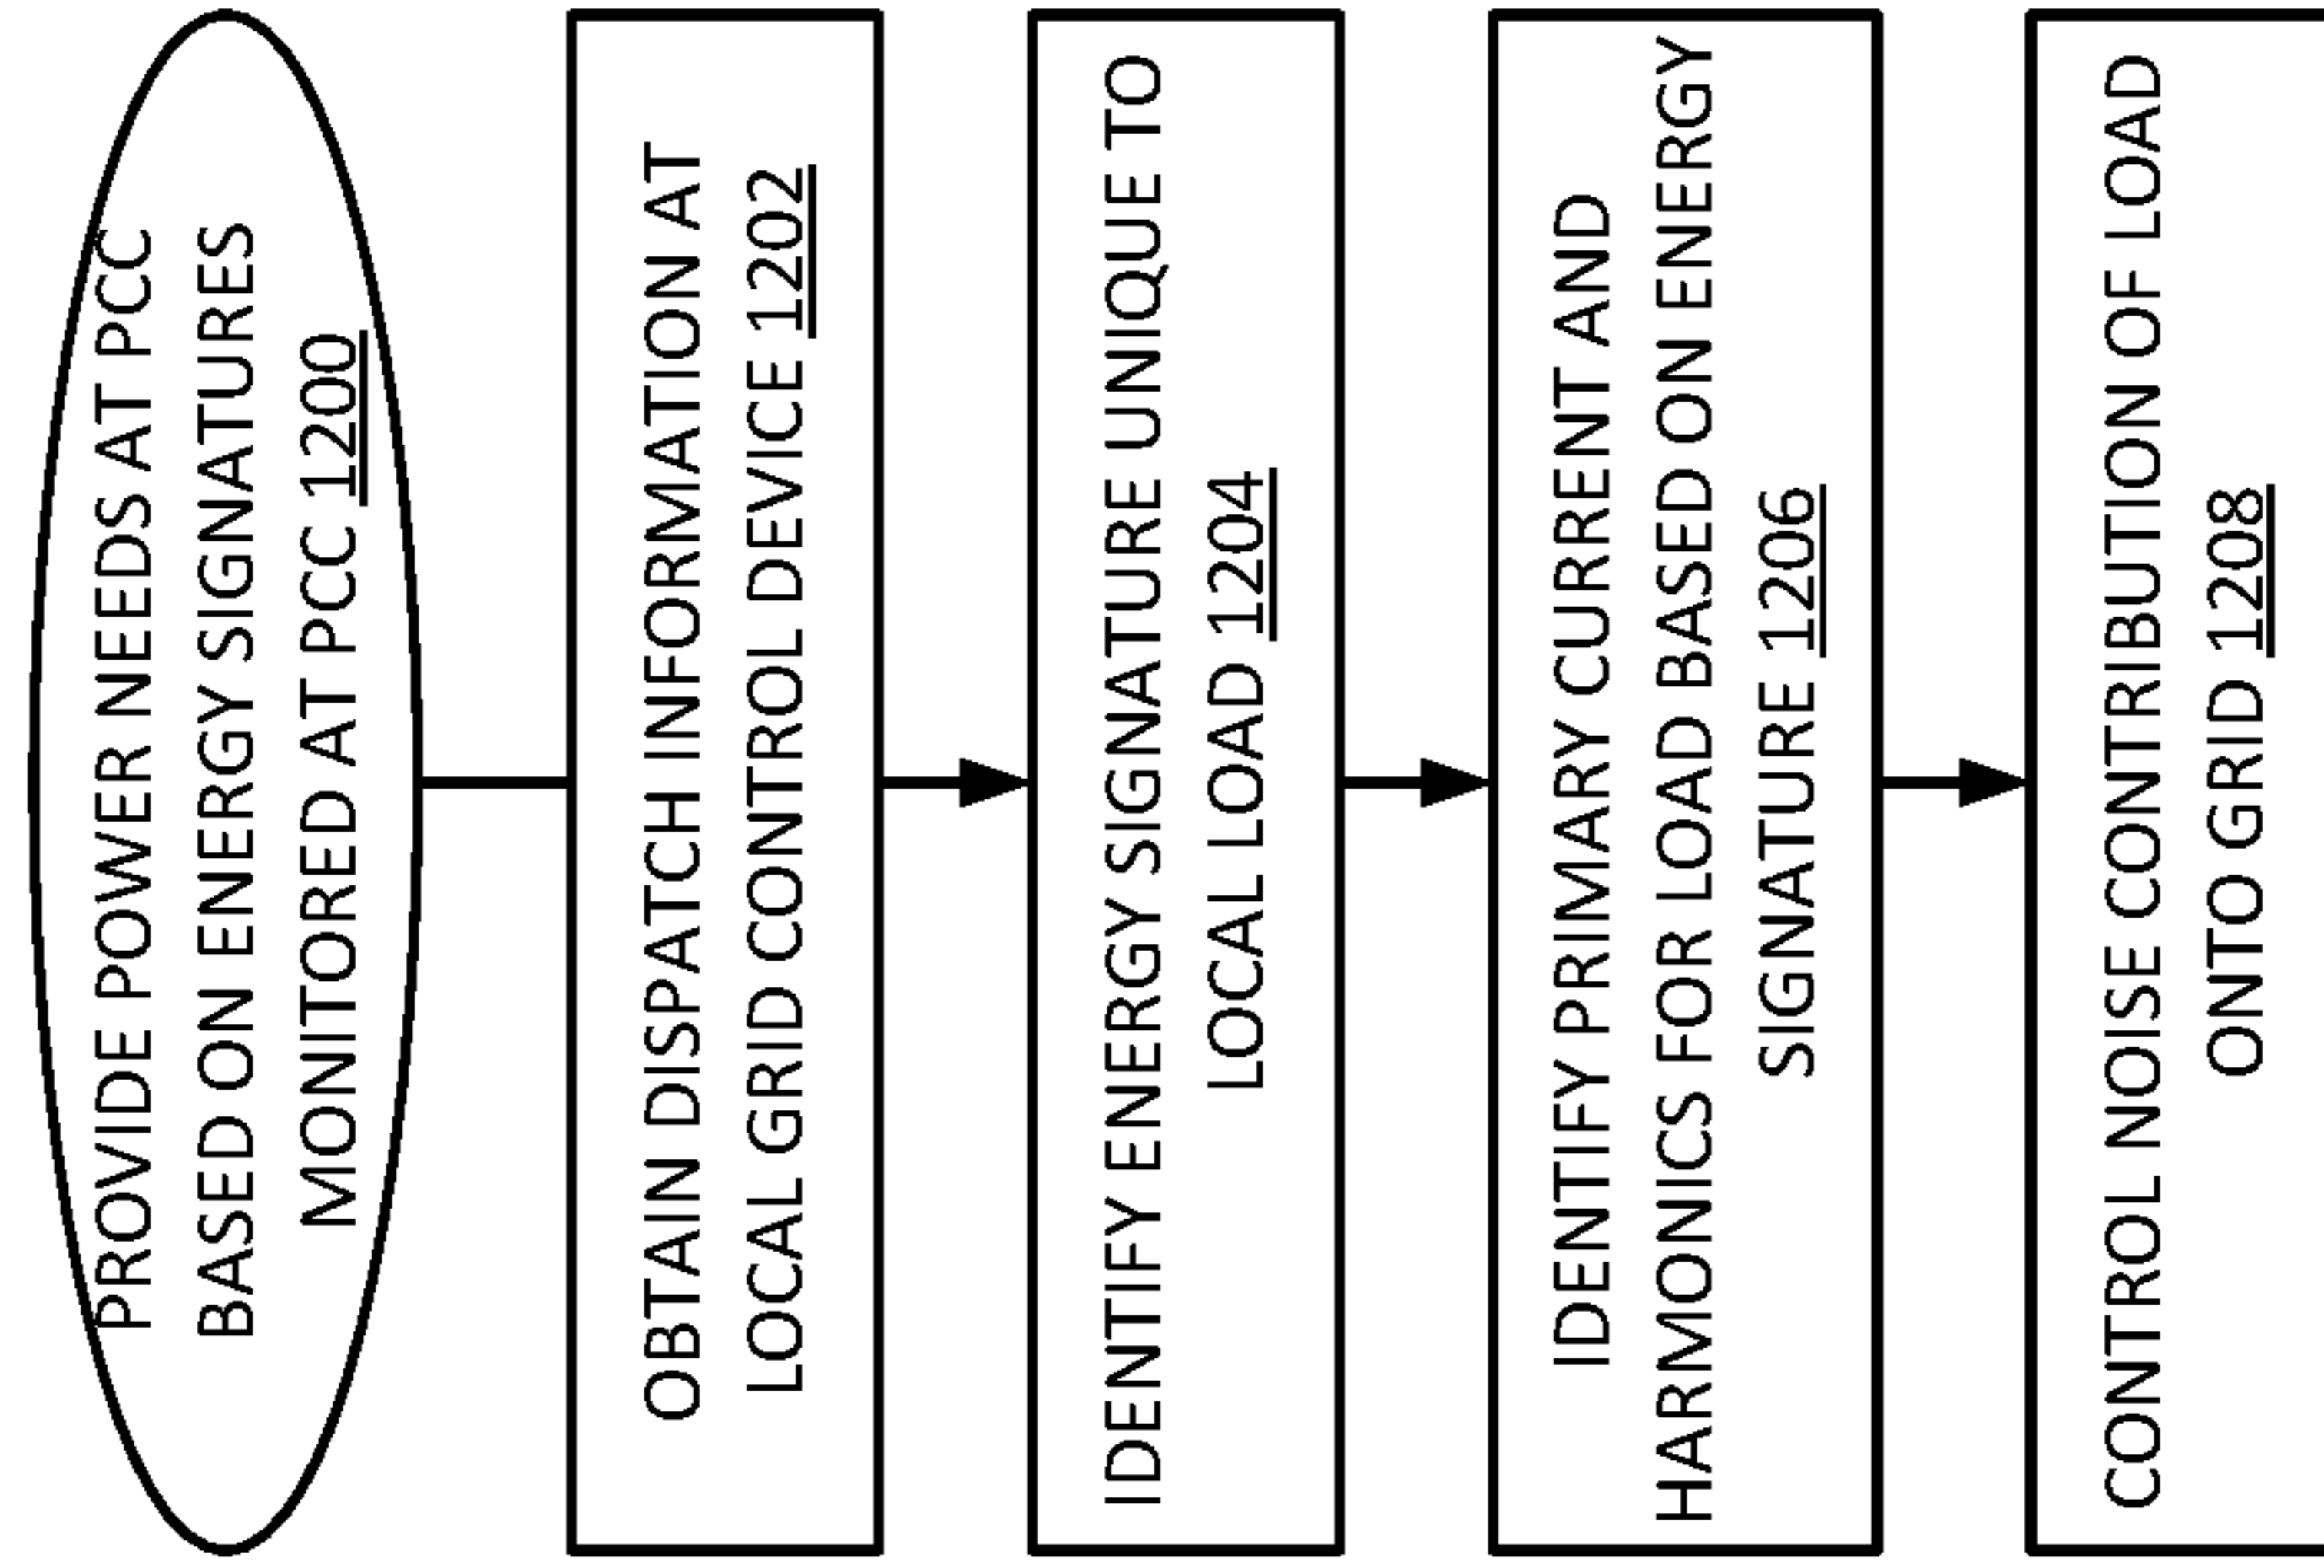 PROVIDE POWER NEEDS AT PCC
BASED ON ENERGY SIGNATURES
MONITORED AT PCC 1200
OBTAIN DISPATCH INFORMATION AT
LOCAL GRID CONTROL DEVICE 1202
IDENTIFY ENERGY SIGNATURE UNIQUE TO
LOCAL LOAD 1204
IDENTIFY PRIMARY CURRENT AND
HARMONICS FOR LOAD BASED ON ENERGY
SIGNATURE 1206
CONTROL NOISE CONTRIBUTION OF LOAD
ONTO GRID 1208